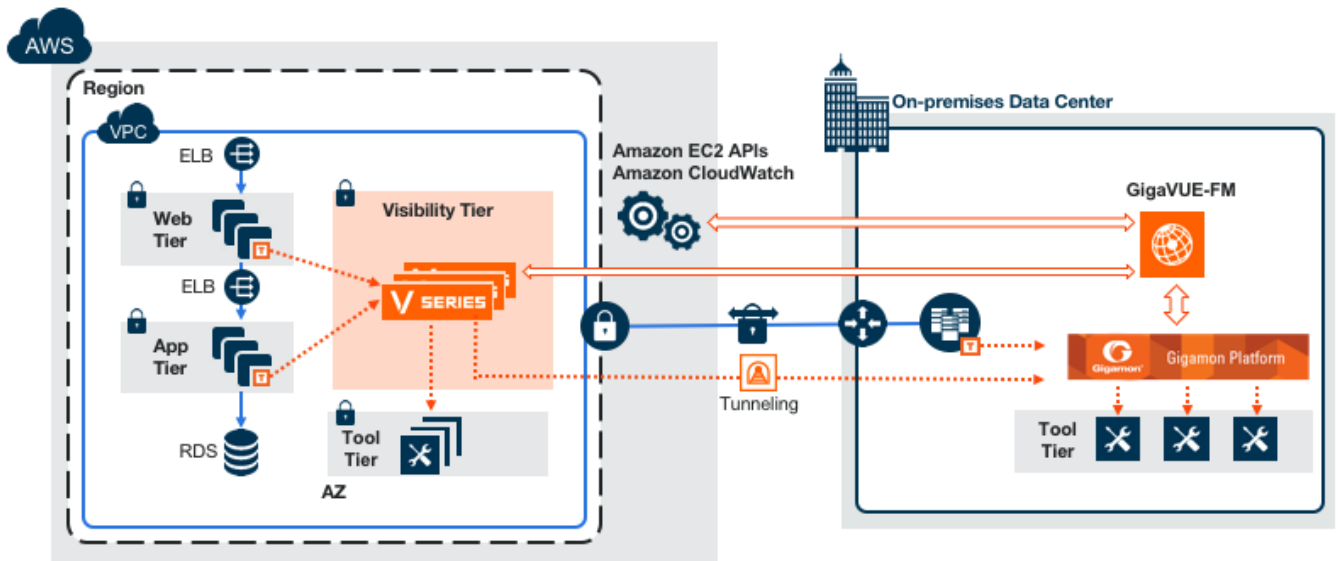 AWS
Region
VPC
ELB
Web
Tier
T
ELB
App
Tier
T
RDS
Visibility Tier
V SERIES
Tool
Tier
AZ
Amazon EC2 APIs
Amazon CloudWatch
Tunneling
On-premises Data Center
GigaVUE-FM
T
G
Gigamon®
Gigamon Platform
Tool
Tier